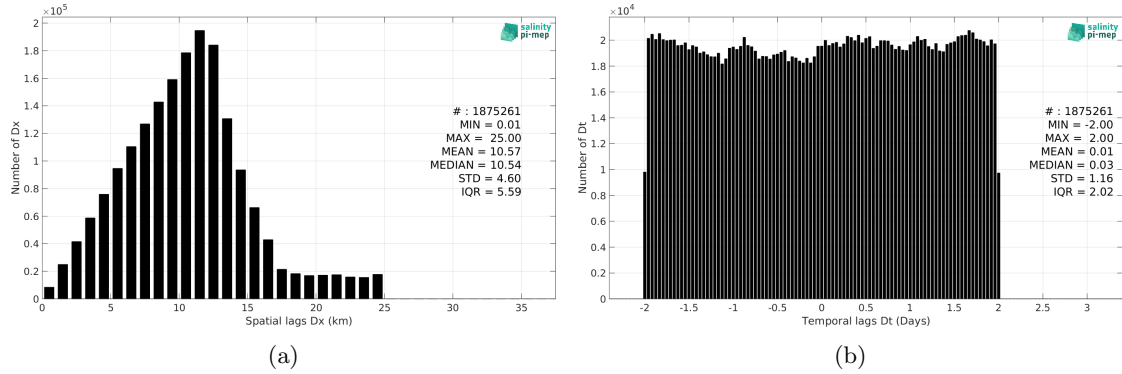 ×10⁵
2
1.8
1.6
1.4
1.2
1
0.8
0.6
0.4
0.2
0
Number of Dx
0 5 10 15 20 25 30 35
Spatial lags Dx (km)
salinity
pi-mep
# : 1875261
MIN = 0.01
MAX = 25.00
MEAN = 10.57
MEDIAN = 10.54
STD = 4.60
IQR = 5.59
(a)
×10⁴
2
1.8
1.6
1.4
1.2
1
0.8
0.6
0.4
0.2
0
Number of Dt
-2 -1.5 -1 -0.5 0 0.5 1 1.5 2 2.5 3
Temporal lags Dt (Days)
salinity
pi-mep
# : 1875261
MIN = -2.00
MAX = 2.00
MEAN = 0.01
MEDIAN = 0.03
STD = 1.16
IQR = 2.02
(b)